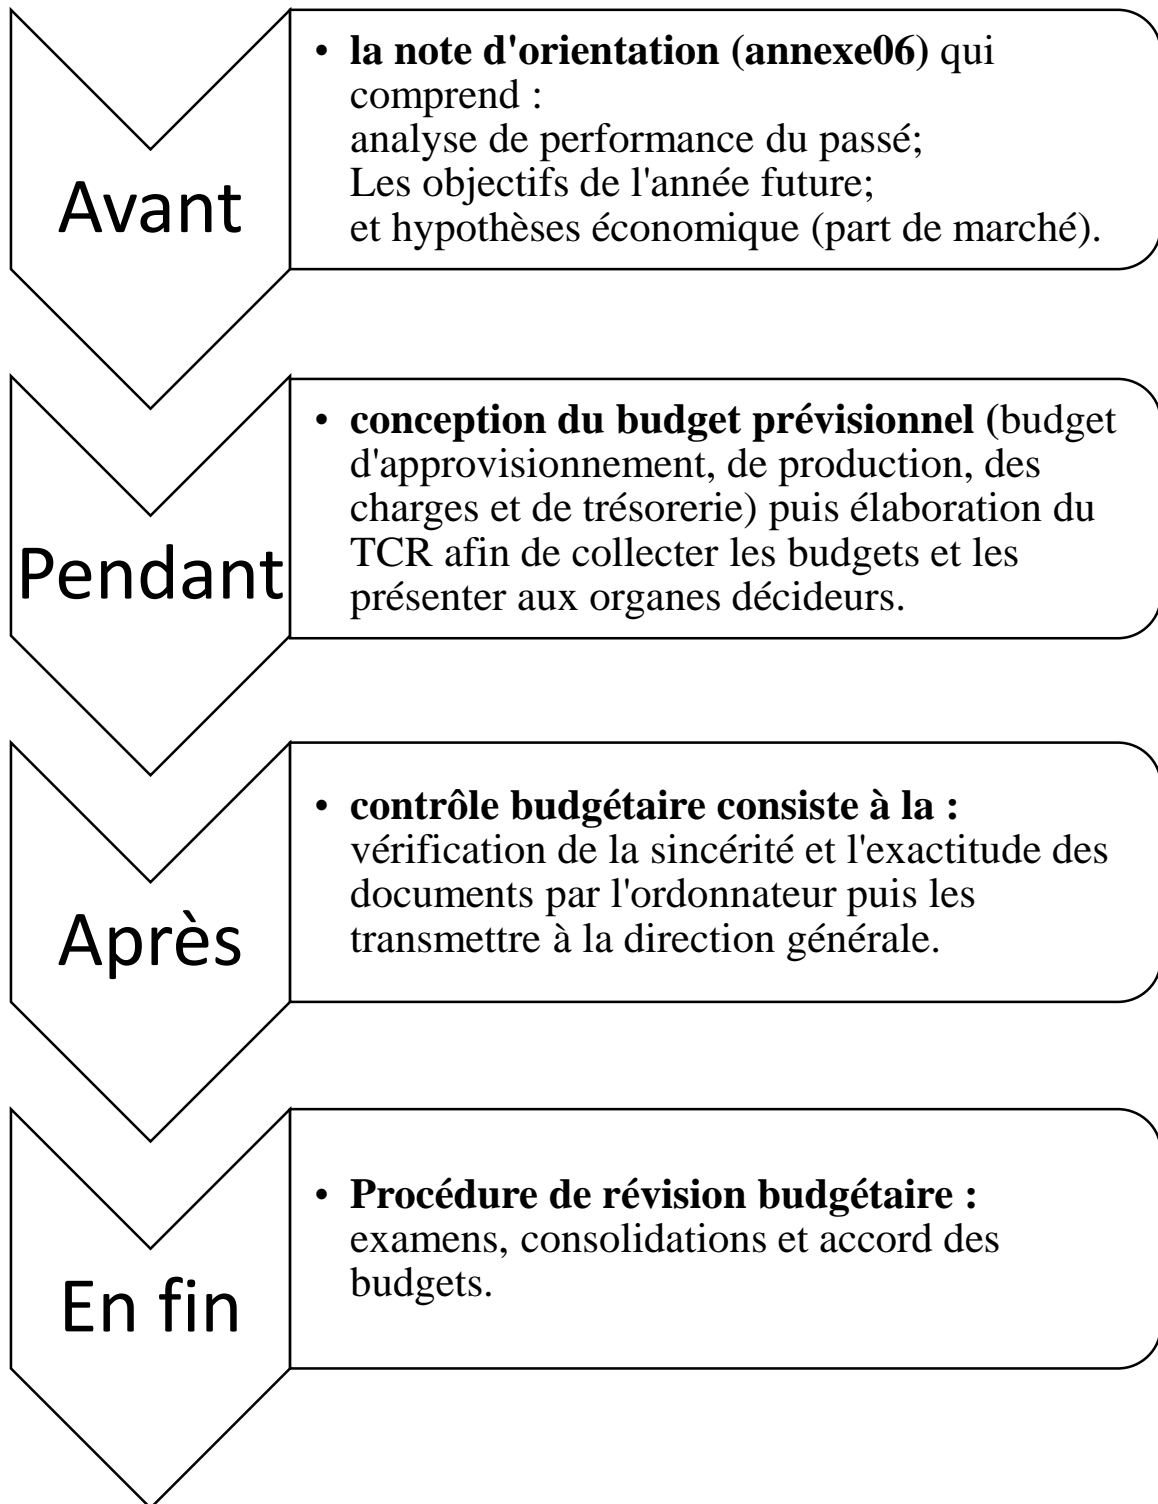 Avant
• la note d'orientation (annexe06) qui
comprend :
analyse de performance du passé;
Les objectifs de l'année future;
et hypothèses économique (part de marché).
Pendant
• conception du budget prévisionnel (budget
d'approvisionnement, de production, des
charges et de trésorerie) puis élaboration du
TCR afin de collecter les budgets et les
présenter aux organes décideurs.
Après
• contrôle budgétaire consiste à la :
vérification de la sincérité et l'exactitude des
documents par l'ordonnateur puis les
transmettre à la direction générale.
En fin
• Procédure de révision budgétaire :
examens, consolidations et accord des
budgets.